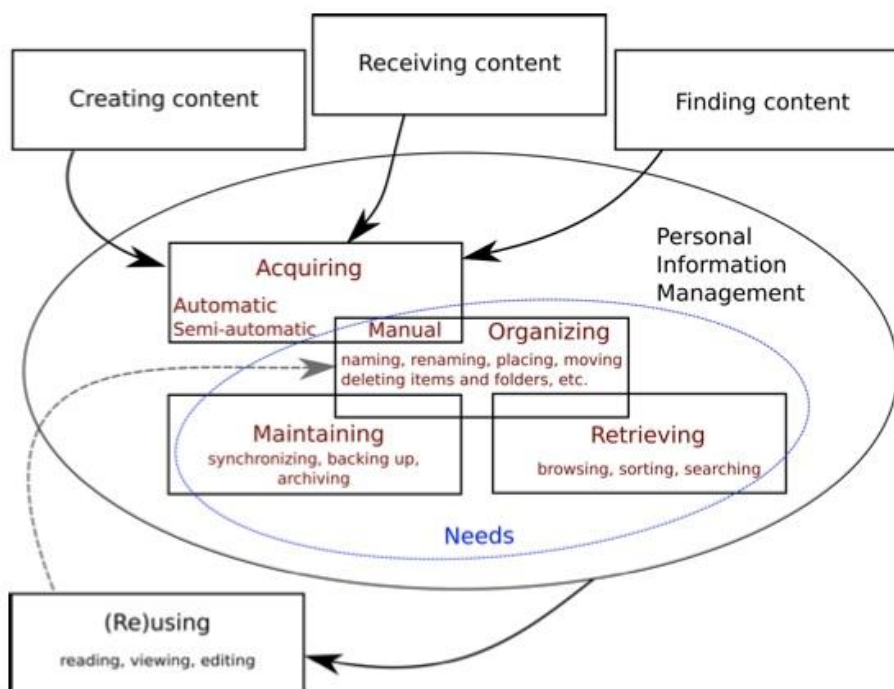 Creating content
Receiving content
Finding content
Personal
Information
Management
Acquiring
Automatic
Semi-automatic
Manual
Organizing
naming, renaming, placing, moving
deleting items and folders, etc.
Maintaining
synchronizing, backing up,
archiving
Retrieving
browsing, sorting, searching
Needs
(Re)using
reading, viewing, editing